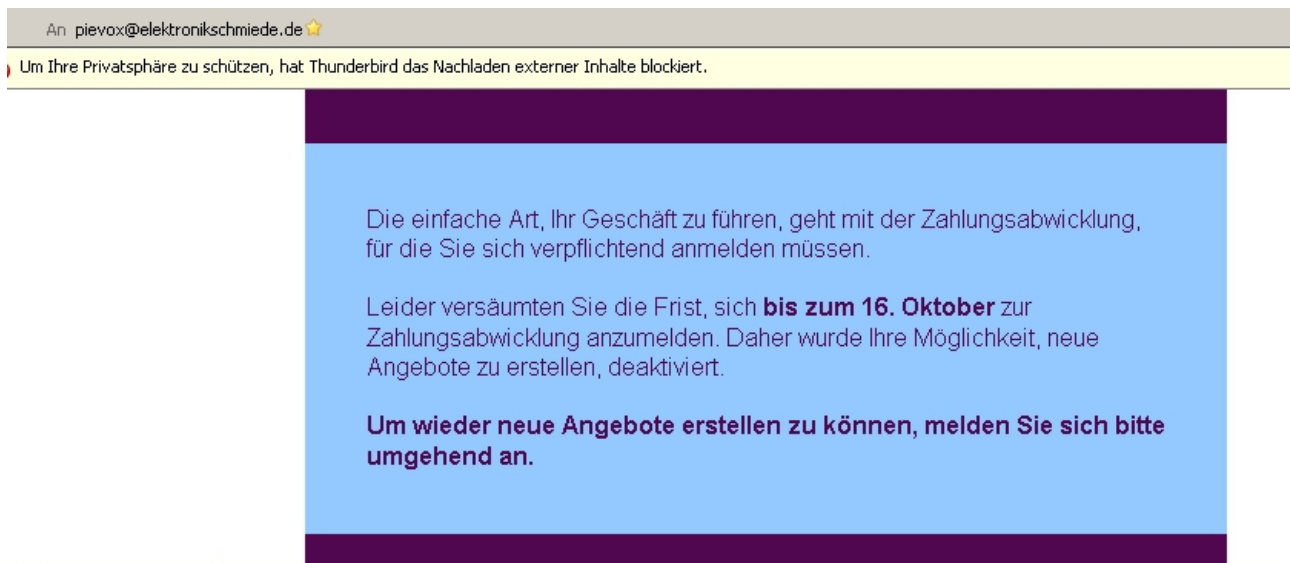 An pievox@elektronikschmiede.de
Um Ihre Privatsphäre zu schützen, hat Thunderbird das Nachladen externer Inhalte blockiert.
Die einfache Art, Ihr Geschäft zu führen, geht mit der Zahlungsabwicklung,
für die Sie sich verpflichtend anmelden müssen.
Leider versäumten Sie die Frist, sich bis zum 16. Oktober zur
Zahlungsabwicklung anzumelden. Daher wurde Ihre Möglichkeit, neue
Angebote zu erstellen, deaktiviert.
Um wieder neue Angebote erstellen zu können, melden Sie sich bitte
umgehend an.